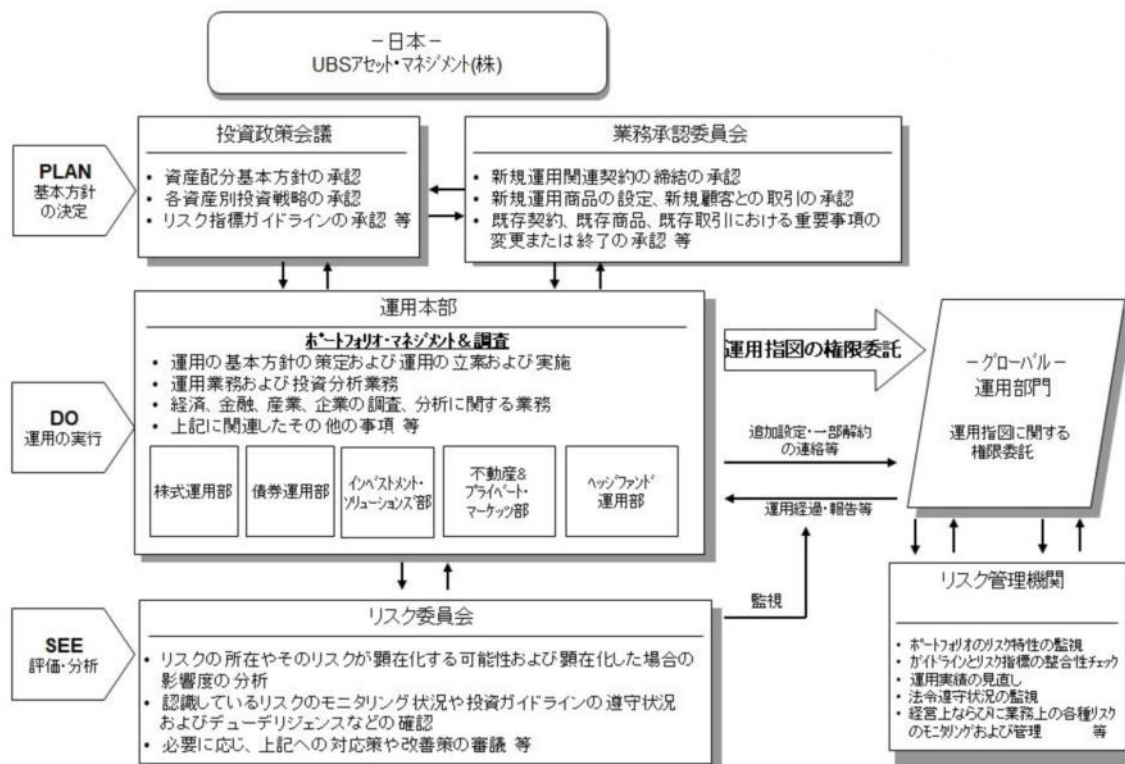 －日本－
UBSアセット・マネジメント(株)
PLAN
基本方針
の決定
投資政策会議
• 資産配分基本方針の承認
• 各資産別投資戦略の承認
• リスク指標ガイドラインの承認 等
業務承認委員会
• 新規運用関連契約の締結の承認
• 新規運用商品の設定、新規顧客との取引の承認
• 既存契約、既存商品、既存取引における重要事項の
変更または終了の承認 等
DO
運用の実行
運用本部
ポートフォリオ・マネジメント&調査
• 運用の基本方針の策定および運用の立案および実施
• 運用業務および投資分析業務
• 経済、金融、産業、企業の調査、分析に関する業務
• 上記に関連したその他の事項 等
株式運用部
債券運用部
インベストメント・
ソリューションズ部
不動産&
プライベート・
マーケッツ部
ヘッジファンド
運用部
運用指図の権限委託
追加設定・一部解約
の連絡等
運用経過・報告等
監視
－グローバル－
運用部門
運用指図に関する
権限委託
SEE
評価・分析
リスク委員会
• リスクの所在やそのリスクが顕在化する可能性および顕在化した場合の
影響度の分析
• 認識しているリスクのモニタリング状況や投資ガイドラインの遵守状況
およびデューデリジェンスなどの確認
• 必要に応じ、上記への対応策や改善策の審議 等
リスク管理機関
• ポートフォリオのリスク特性の監視
• ガイドラインとリスク指標の整合性チェック
• 運用実績の見直し
• 法令遵守状況の監視
• 経営上ならびに業務上の各種リスク
のモニタリングおよび管理 等